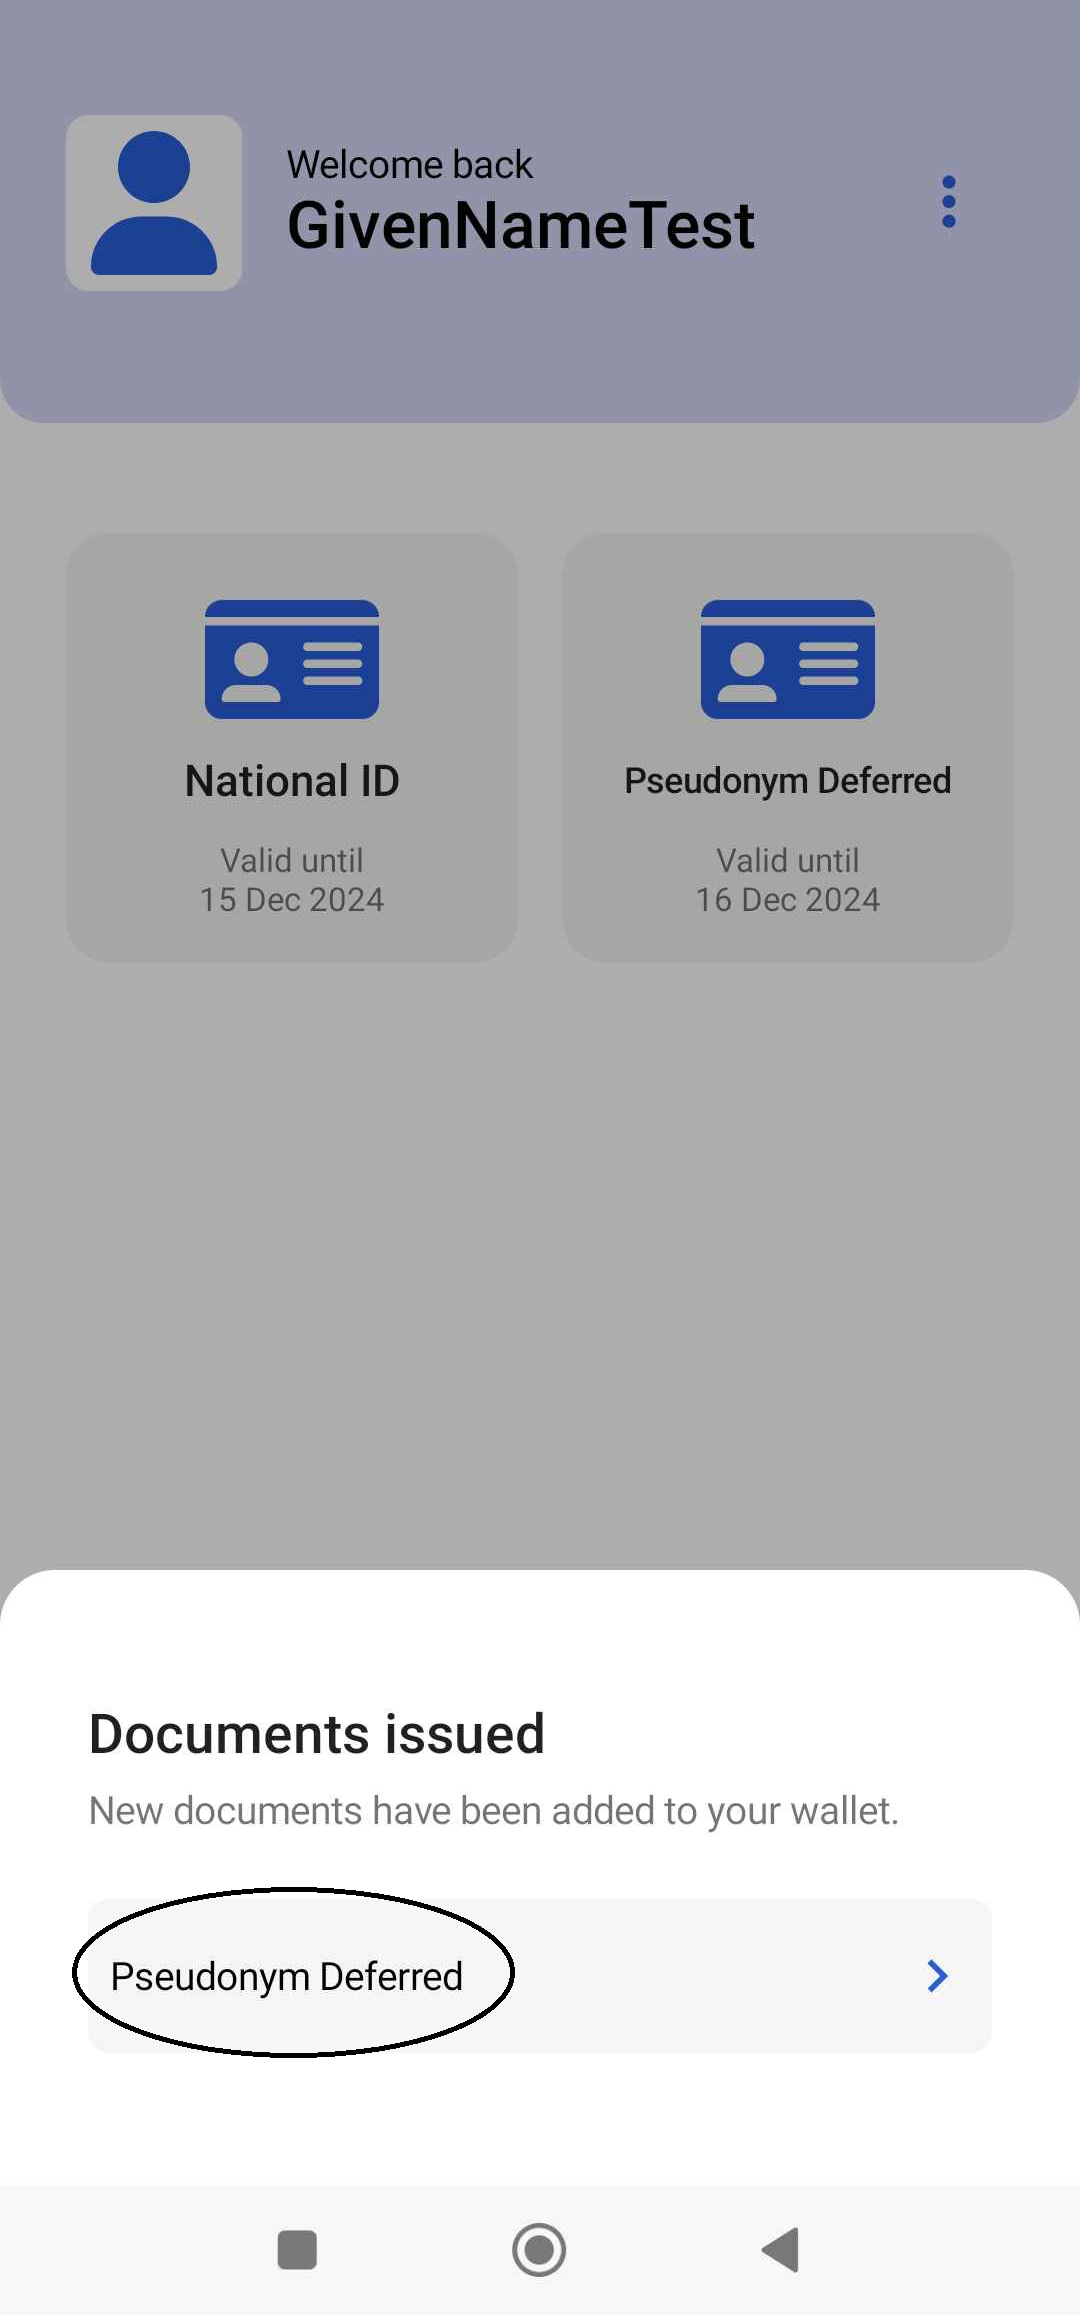 Welcome back
GivenNameTest
National ID
Valid until
15 Dec 2024
Pseudonym Deferred
Valid until
16 Dec 2024
Documents issued
New documents have been added to your wallet.
Pseudonym Deferred